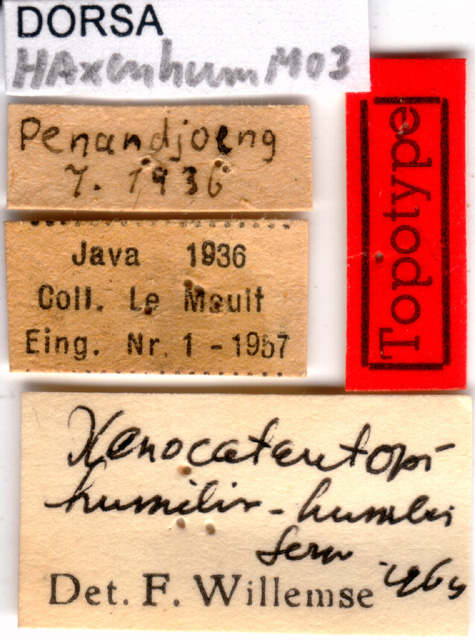 DORSA
HAxenhumM03
Penandjoeng
7. 1936
Topotype
Java 1936
Coll. Le Moult
Eing. Nr. 1-1957
Xenocatantops
humilis-humilis
Serv 1964
Det. F. Willemse